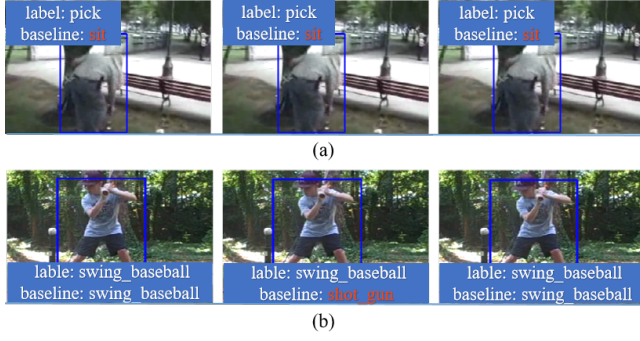 label: pick label: pick label: pick
baseline: sit baseline: sit baseline: sit
(a)
lable: swing_baseball lable: swing_baseball lable: swing_baseball
baseline: swing_baseball baseline: shot_gun baseline: swing_baseball
(b)